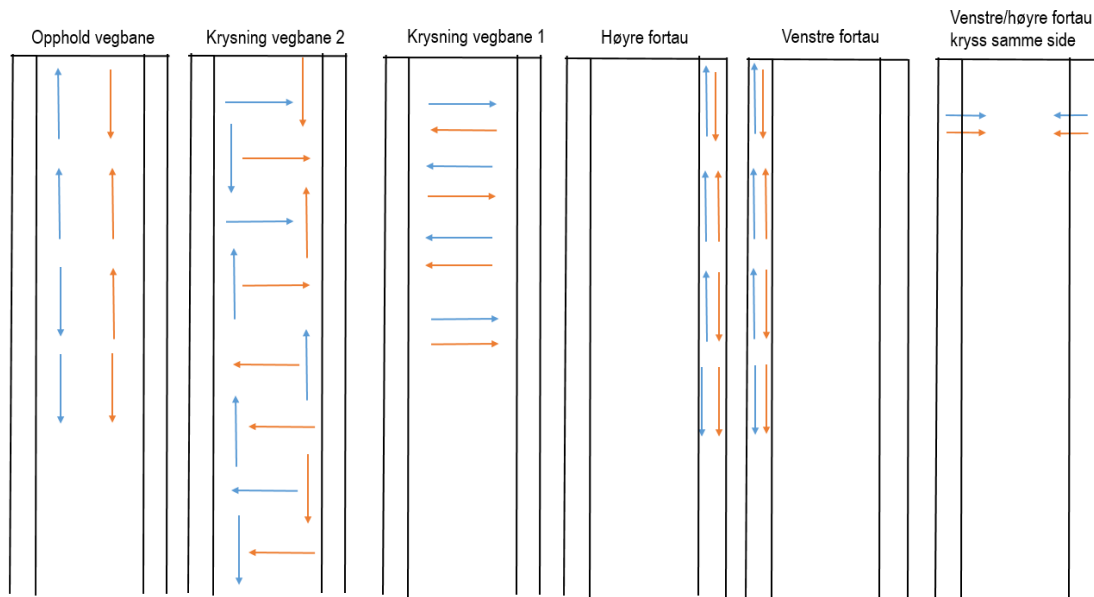 Opphold vegbane
Krysning vegbane 2
Krysning vegbane 1
Høyre fortau
Venstre fortau
Venstre/høyre fortau
kryss samme side